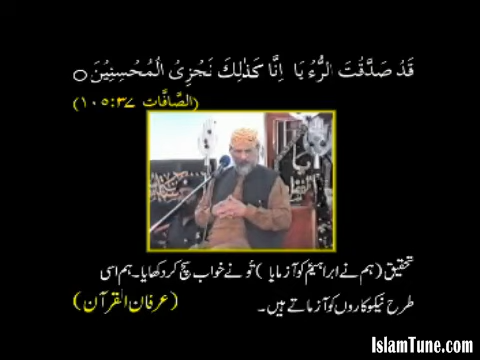 قَدْ صَدَّقْتَ الرُّءْيَا اِنَّا كَذٰلِكَ نَجْزِی الْمُحْسِنِیْنَ ○
(الصّٰفّٰت ۱۰۵:۳۷)
تحقیق (ہم نے ابراہیمؑ کو آزمایا) تُو نے خواب سچ کر دکھایا۔ ہم اسی
طرح نیکوکاروں کو آزماتے ہیں۔ (عرفان القرآن)
IslamTune.com